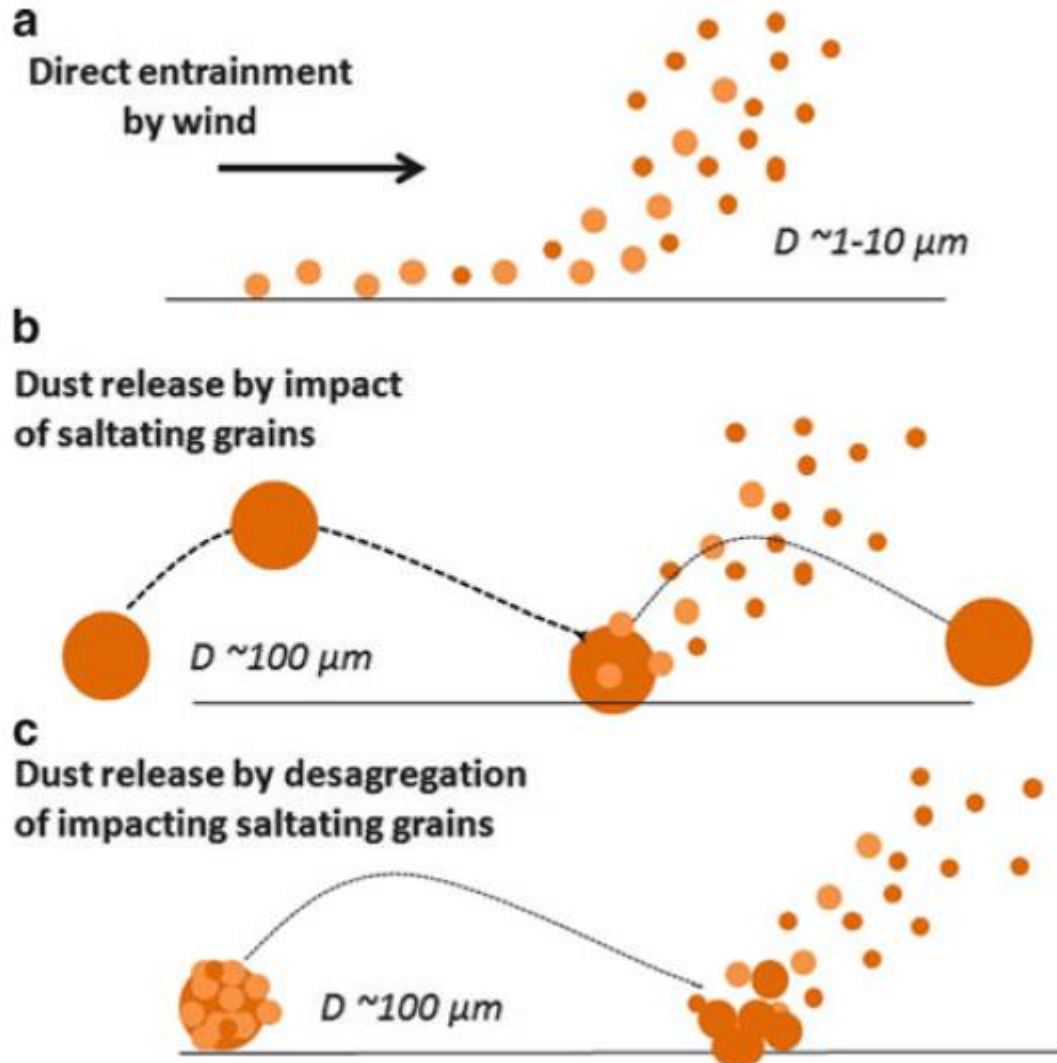 a
Direct entrainment
by wind
D ~1-10 µm
b
Dust release by impact
of saltating grains
D ~100 µm
c
Dust release by desagregation
of impacting saltating grains
D ~100 µm